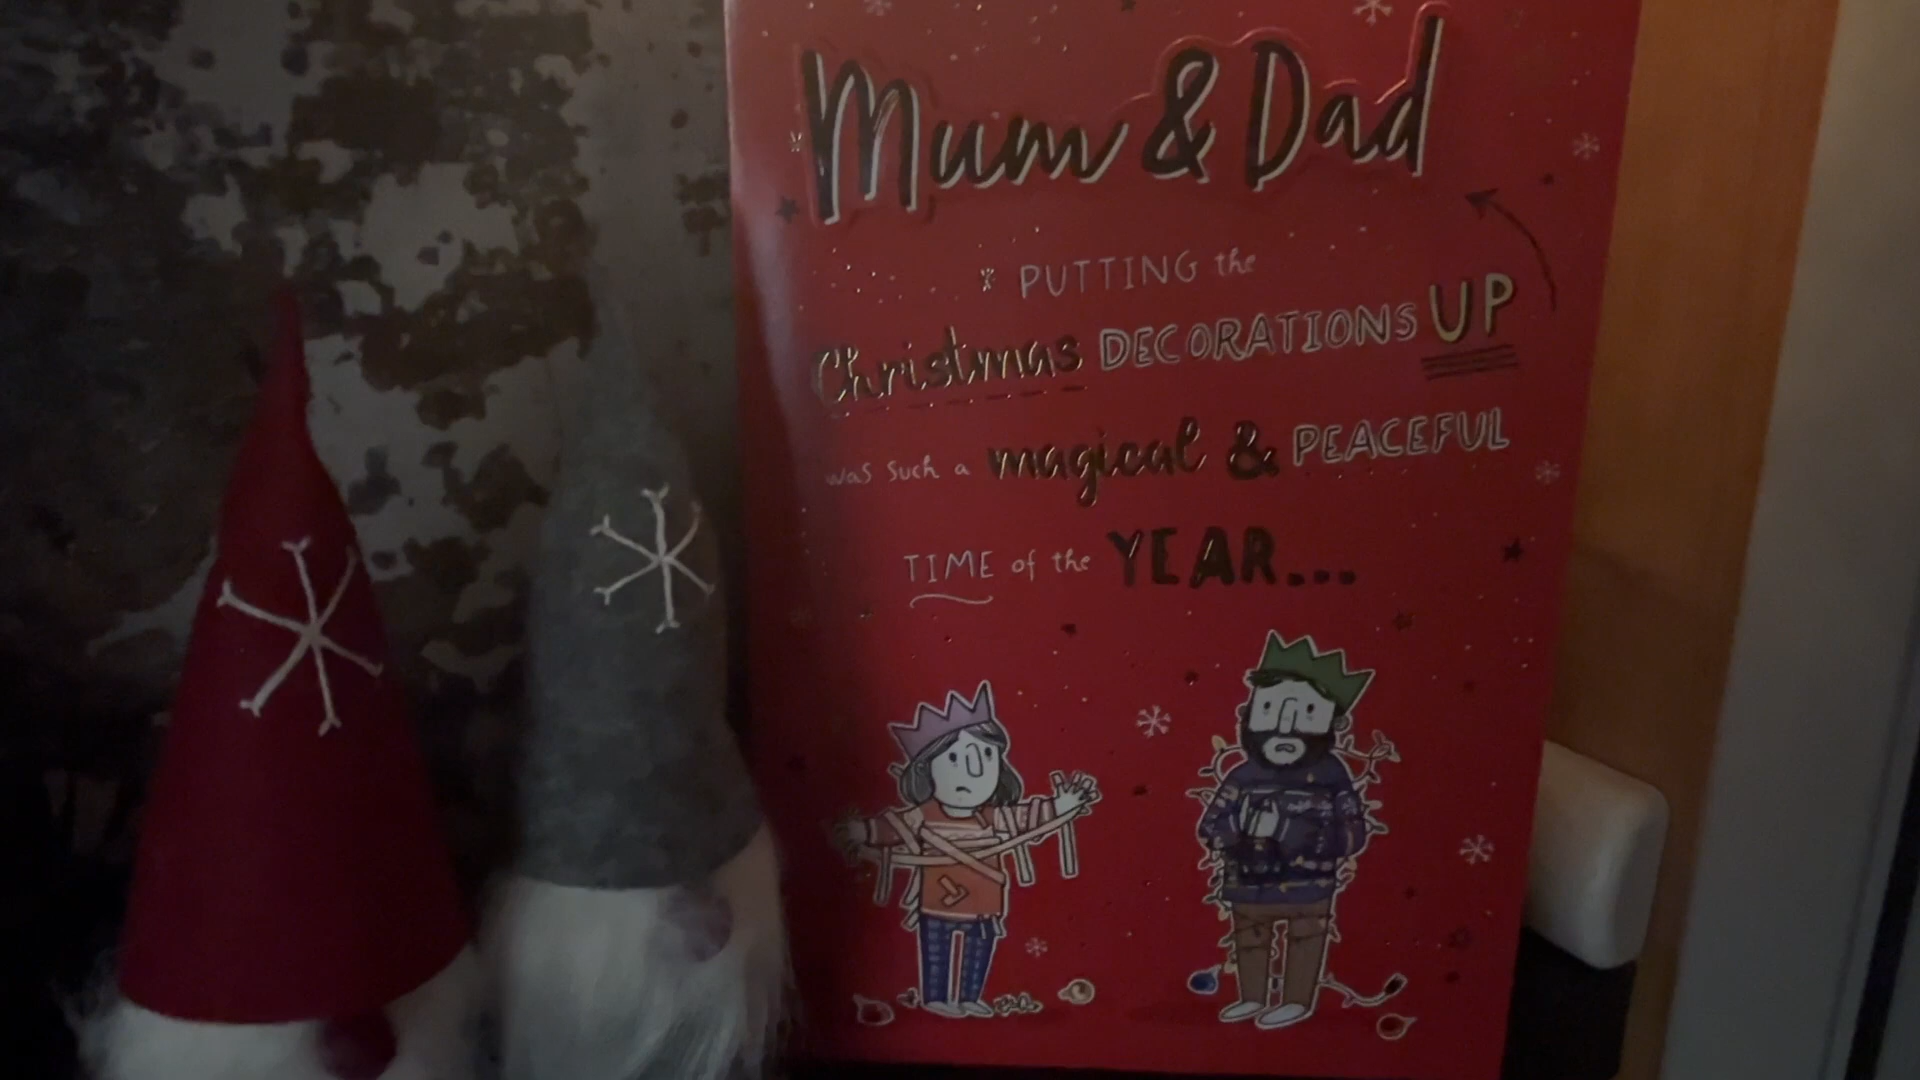 Mum & Dad
PUTTING the
Christmas DECORATIONS UP
was such a magical & PEACEFUL
TIME of the YEAR...